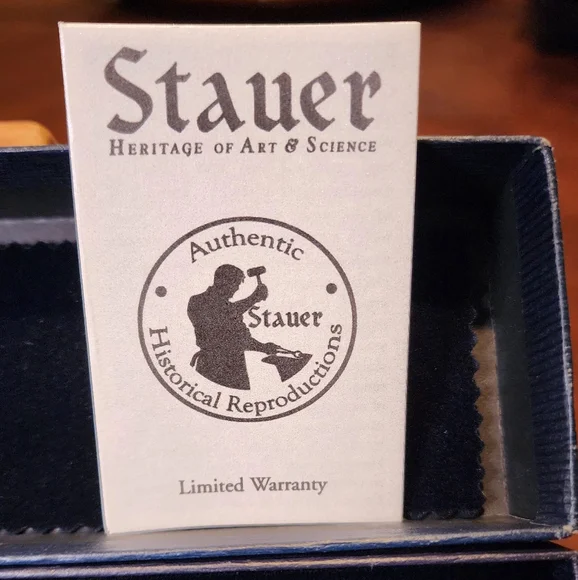 Stauer
HERITAGE OF ART & SCIENCE
Authentic
Stauer
Historical Reproductions
Limited Warranty